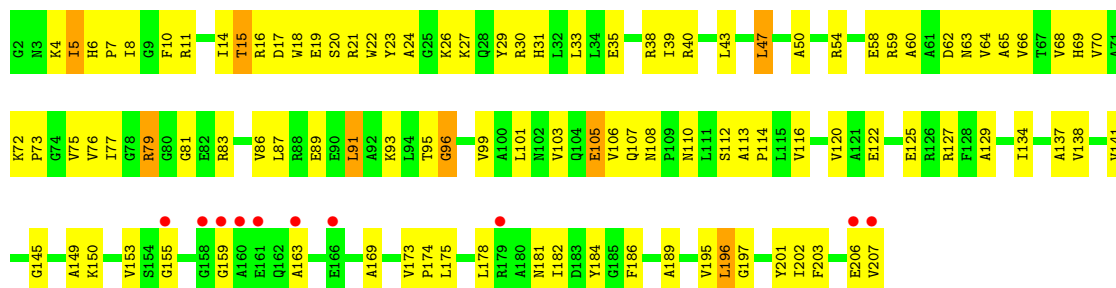 G2 N3 K4 I5 H6 P7 I8 G9 F10 R11 I14 T15 R16 D17 W18 E19 S20 R21 W22 Y23 A24 G25 K26 K27 Q28 Y29 R30 H31 L32 L33 L34 E35 R38 I39 R40 L43 L47 A50 R54 E58 R59 A60 A61 D62 N63 V64 A65 V66 T67 V68 H69 V70 A71
K72 P73 G74 V75 V76 I77 G78 R79 G80 G81 E82 R83 V86 L87 R88 E89 E90 L91 A92 K93 L94 T95 G96 V99 A100 L101 N102 V103 Q104 E105 V106 Q107 N108 P109 N110 L111 S112 A113 P114 L115 V116 V120 A121 E122 E125 R126 R127 F128 A129 I134 A137 V138 V141
G145 A149 K150 V153 S154 G155 G158 G159 A160 E161 Q162 A163 E166 A169 V173 P174 L175 L178 R179 A180 N181 I182 D183 Y184 G185 F186 A189 V195 L196 G197 Y201 I202 F203 E206 V207